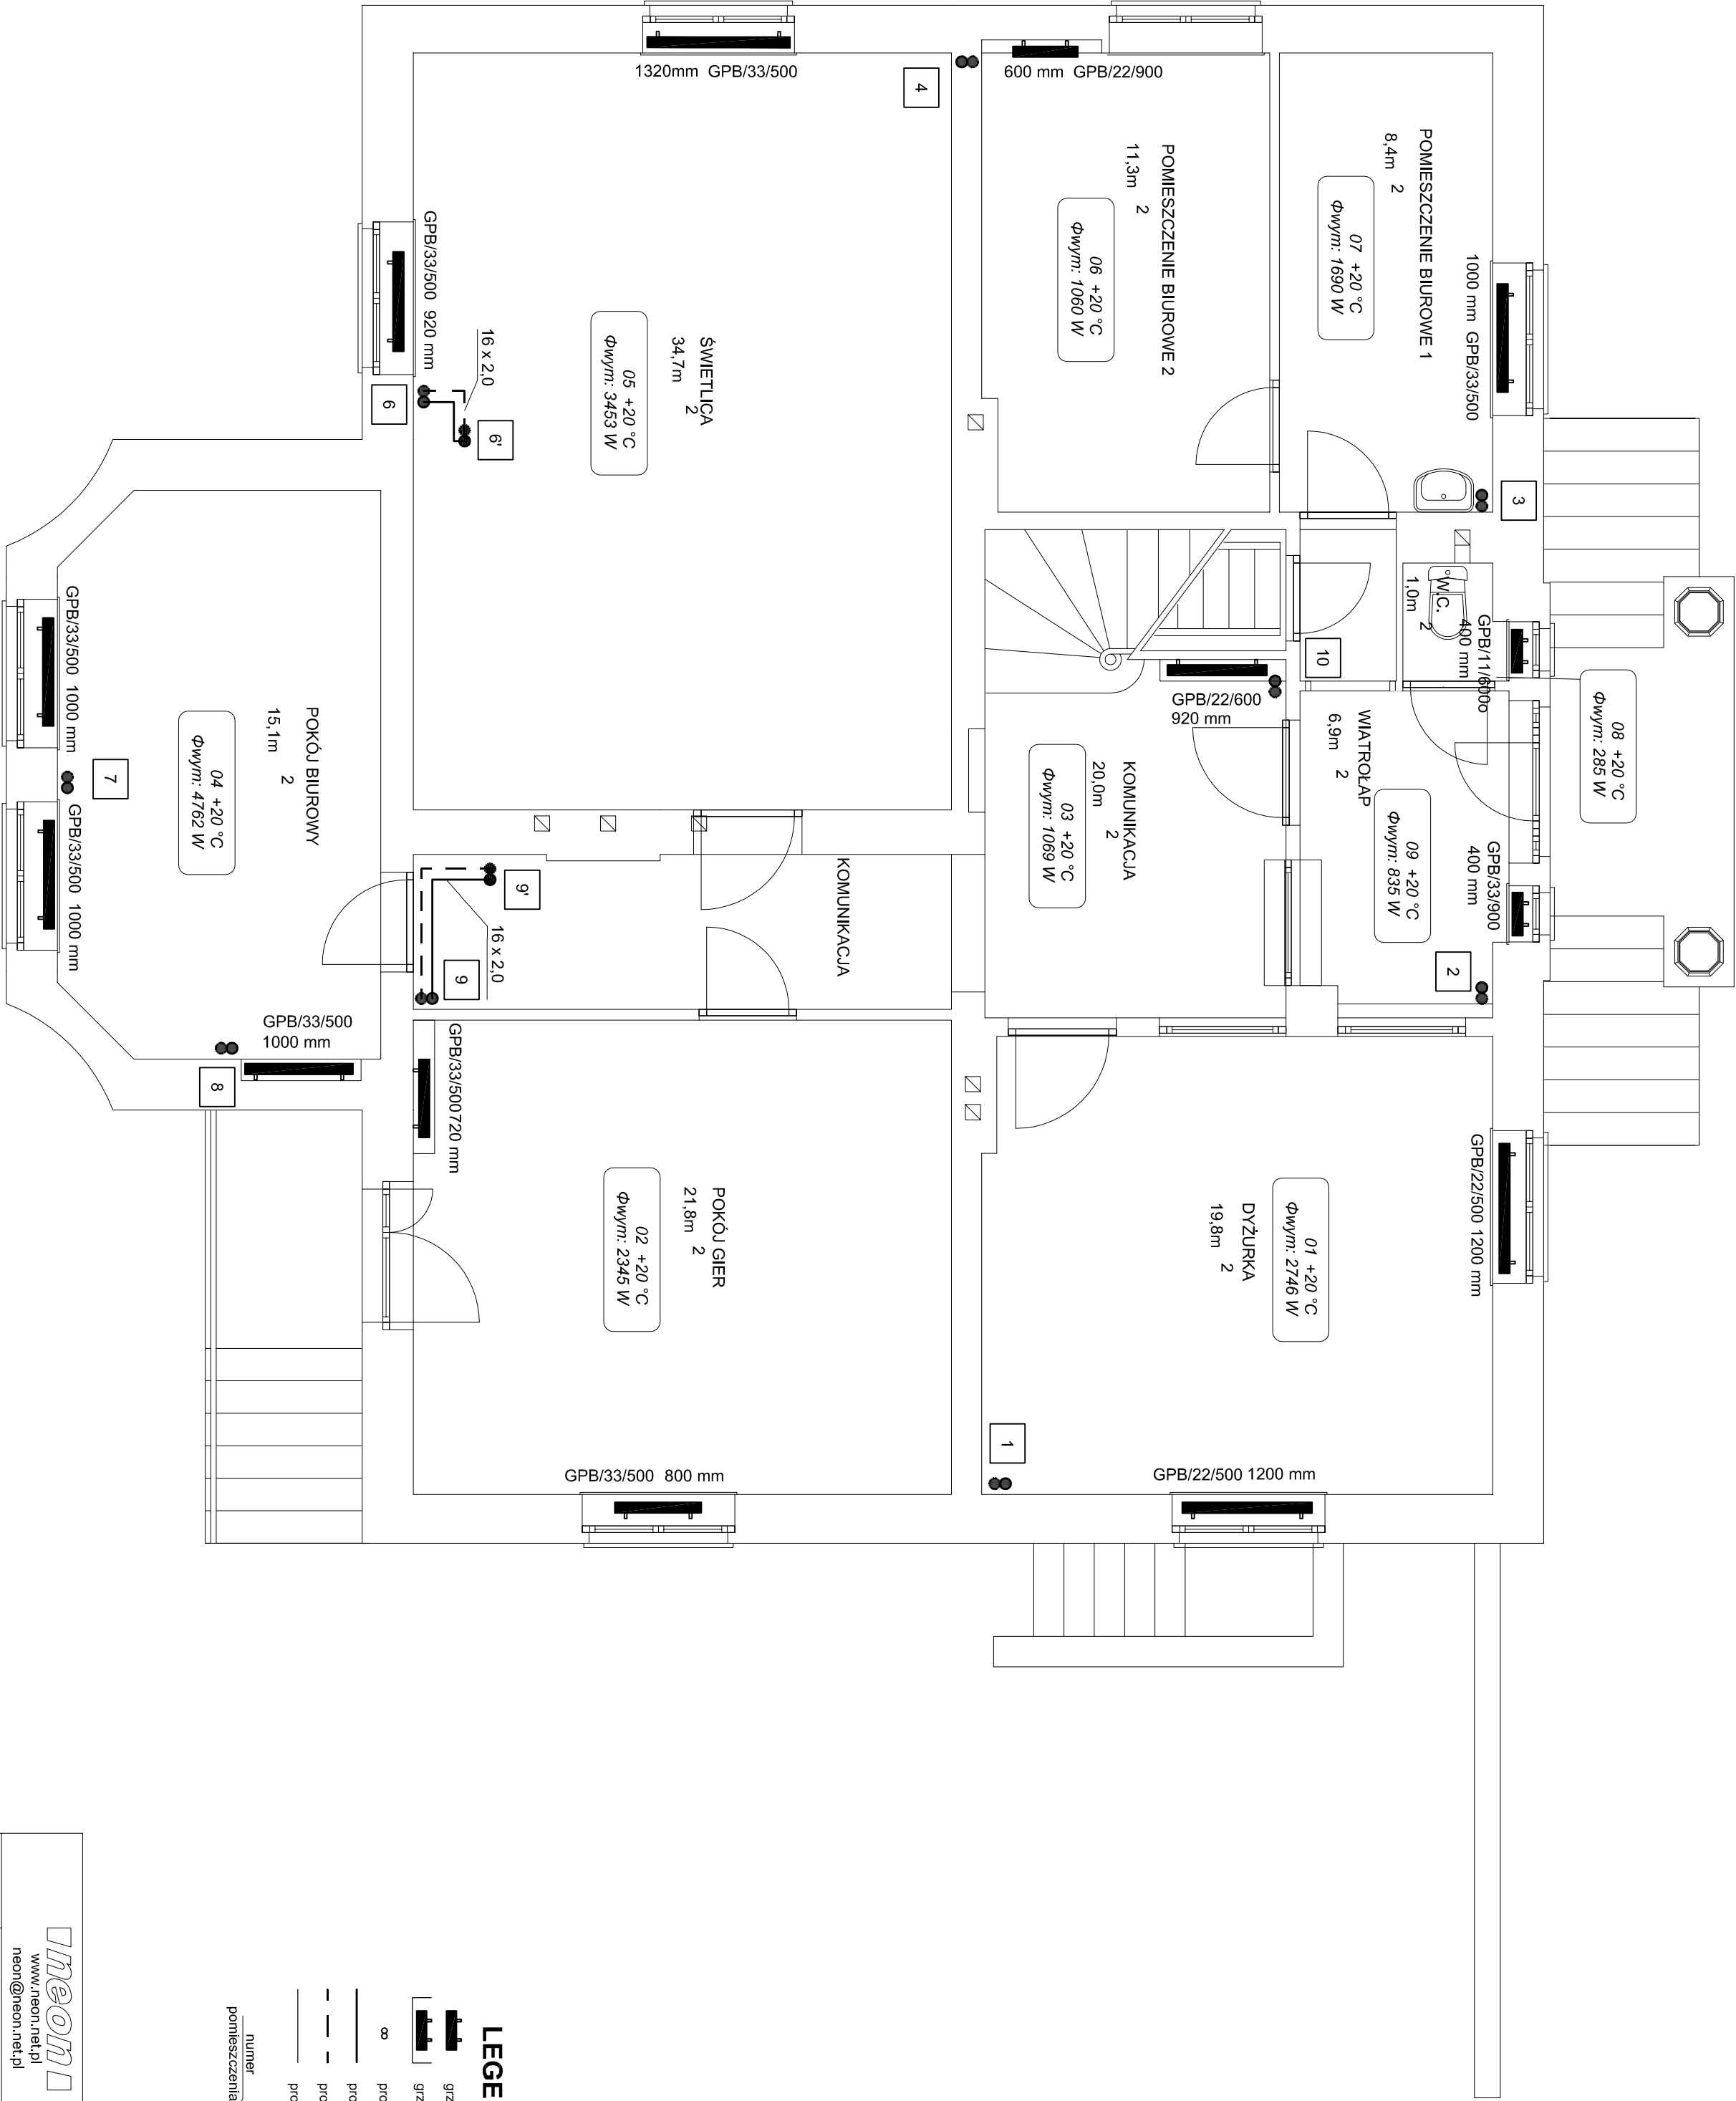 1320mm GPB/33/500
600 mm GPB/22/900
4
POMIESZCZENIE BIUROWE 1
8,4m 2
07 +20 °C
Φwym: 1690 W
1000 mm GPB/33/500
3
POMIESZCZENIE BIUROWE 2
11,3m 2
06 +20 °C
Φwym: 1060 W
GPB/33/500 920 mm
16 x 2,0
6
6'
ŚWIETLICA
34,7m 2
05 +20 °C
Φwym: 3453 W
W.C.
1,0m 2
GPB/11/600o
400 mm
08 +20 °C
Φwym: 285 W
10
GPB/22/600
920 mm
WIATROŁAP
6,9m 2
09 +20 °C
Φwym: 835 W
GPB/33/900
400 mm
2
KOMUNIKACJA
20,0m 2
03 +20 °C
Φwym: 1069 W
GPB/33/500 1000 mm
7
GPB/33/500 1000 mm
POKÓJ BIUROWY
15,1m 2
04 +20 °C
Φwym: 4762 W
KOMUNIKACJA
9'
16 x 2,0
9
GPB/33/500
1000 mm
8
GPB/33/500720 mm
POKÓJ GIER
21,8m 2
02 +20 °C
Φwym: 2345 W
GPB/33/500 800 mm
DYŻURKA
19,8m 2
01 +20 °C
Φwym: 2746 W
GPB/22/500 1200 mm
1
GPB/22/500 1200 mm
LEGE
grz
grz
prc
prc
prc
prc
numer
pomieszczenia
neon
www.neon.net.pl
neon@neon.net.pl